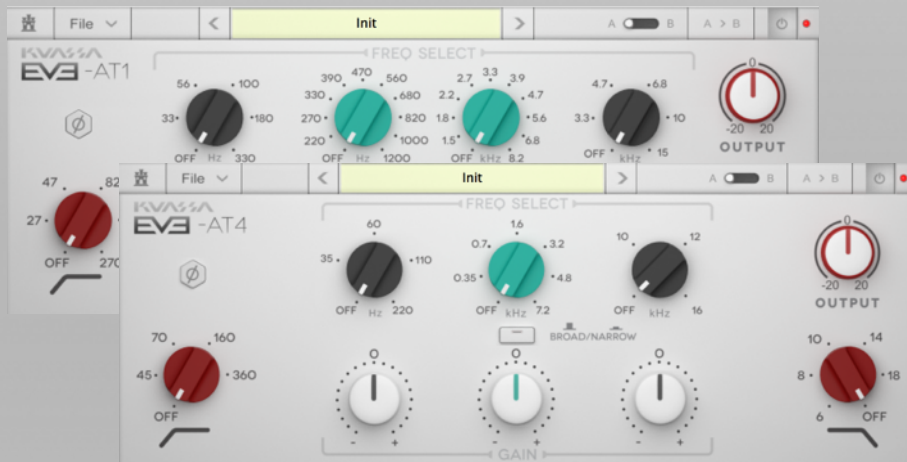 File
Init
A B
A > B
KVASSA
EVE -AT1
FREQ SELECT
33 56 100 180
OFF Hz 330
220 270 330 390 470 560 680 820 1000
OFF Hz 1200
1.5 1.8 2.2 2.7 3.3 3.9 4.7 5.6 6.8
OFF kHz 8.2
3.3 4.7 6.8 10
OFF kHz 15
0
-20 20
OUTPUT
27 47 82
OFF 270
File
Init
A B
A > B
KVASSA
EVE -AT4
FREQ SELECT
35 60 110
OFF Hz 220
0.35 0.7 1.6 3.2 4.8
OFF kHz 7.2
10 12
OFF kHz 16
0
-20 20
OUTPUT
BROAD/NARROW
45 70 160 360
OFF
0
- +
0
- +
0
- +
GAIN
8 10 14 18
6 OFF